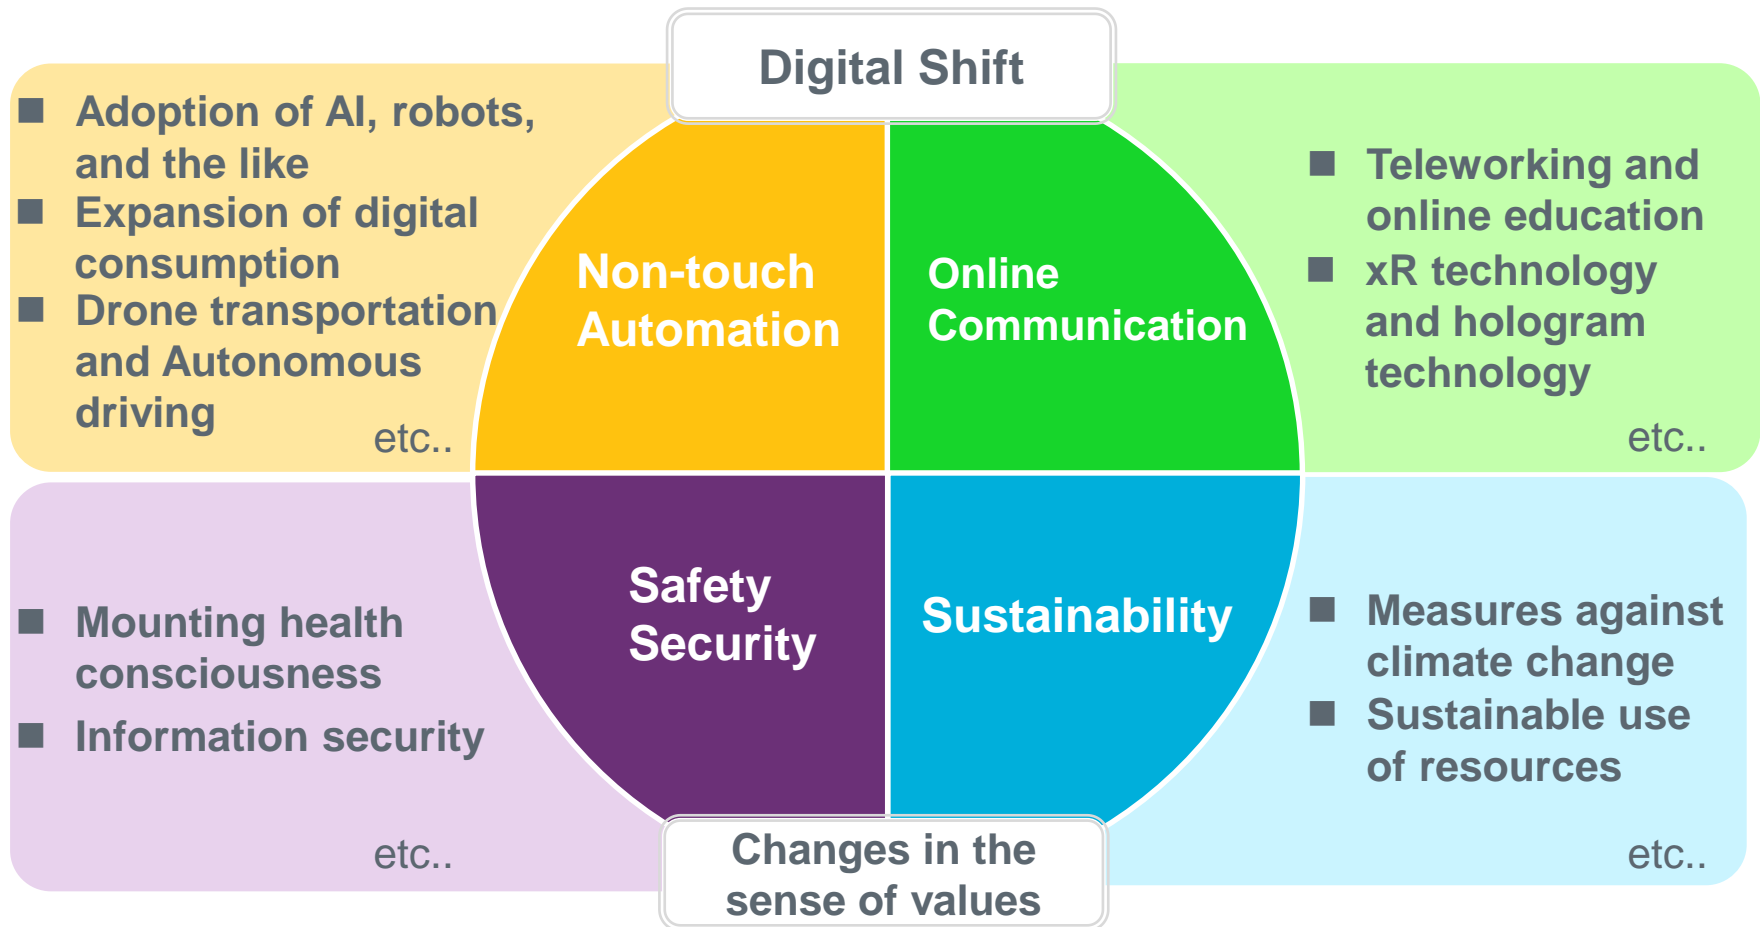 Digital Shift
■ Adoption of AI, robots,
and the like
■ Expansion of digital
consumption
■ Drone transportation
and Autonomous
driving
etc..
Non-touch
Automation
Online
Communication
■ Teleworking and
online education
■ xR technology
and hologram
technology
etc..
■ Mounting health
consciousness
■ Information security
etc..
Safety
Security
Sustainability
■ Measures against
climate change
■ Sustainable use
of resources
etc..
Changes in the
sense of values